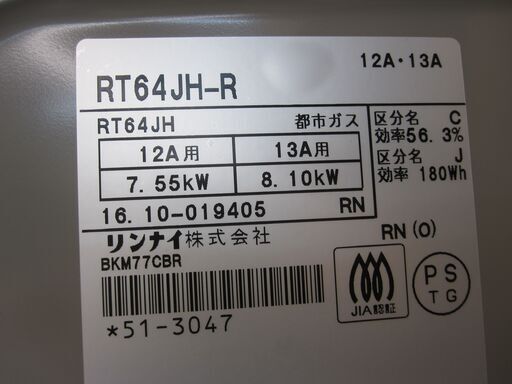 12A・13A
RT64JH-R
RT64JH 都市ガス
12A用 13A用
7.55kW 8.10kW
16.10-019405 RN
区分名 C
効率56.3%
区分名 J
効率 180Wh
リンナイ株式会社
RN(0)
BKM77CBR
*51-3047
JIA認証
PS
TG